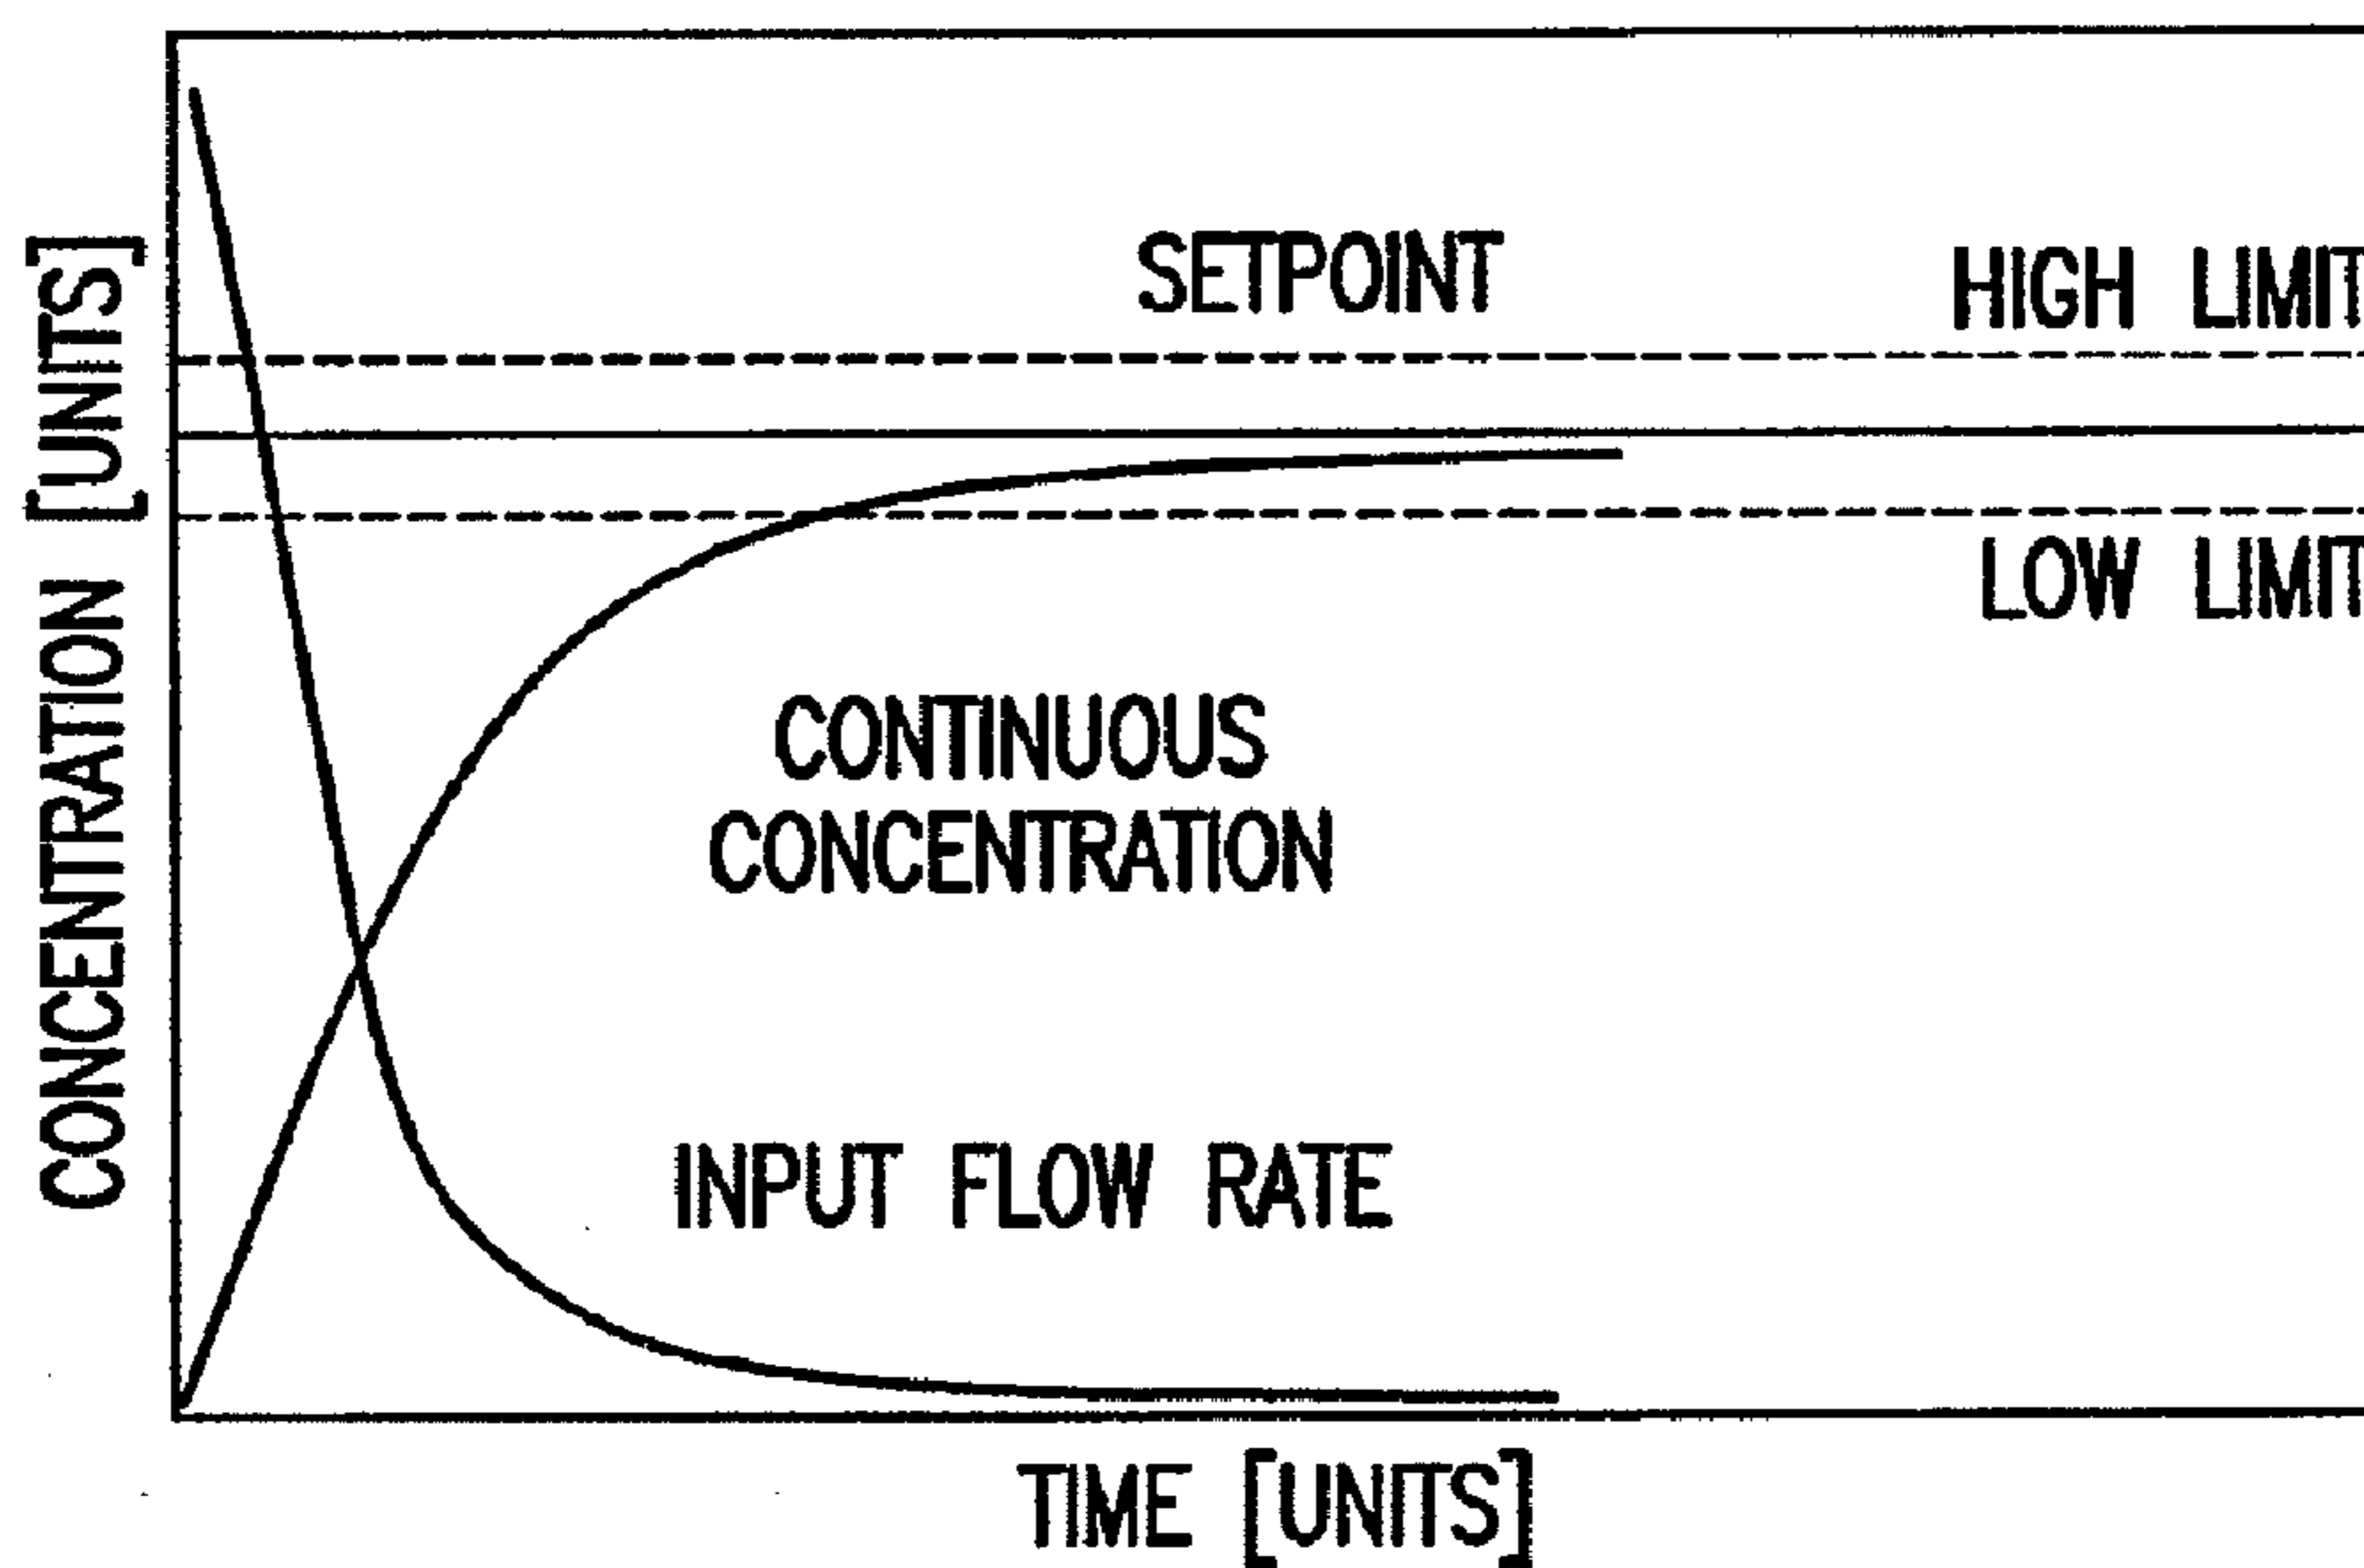 CONCENTRATION [UNITS]
SETPOINT
HIGH LIMIT
LOW LIMIT
CONTINUOUS
CONCENTRATION
INPUT FLOW RATE
TIME [UNITS]